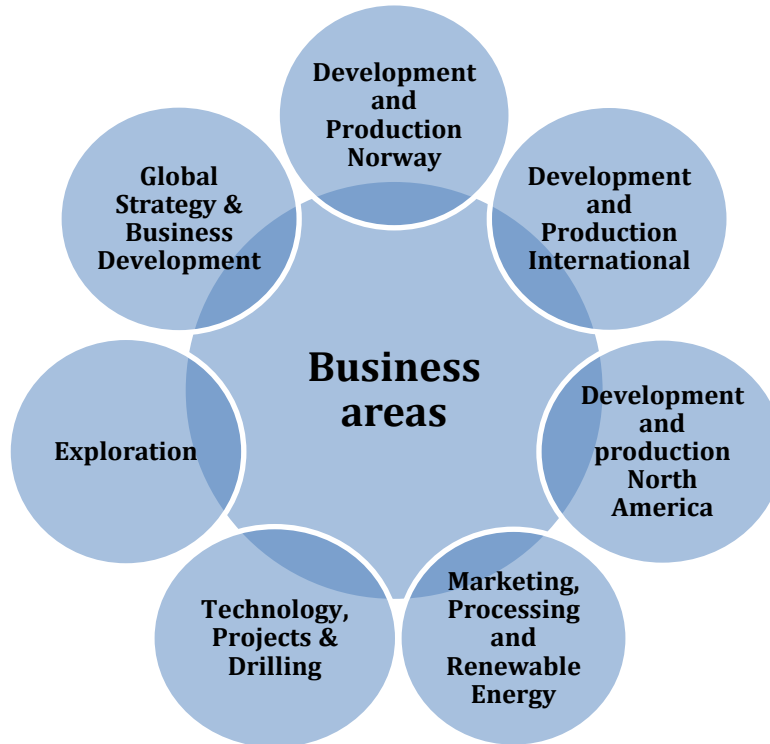 Development
and
Production
Norway
Development
and
Production
International
Development
and
production
North
America
Marketing,
Processing
and
Renewable
Energy
Technology,
Projects &
Drilling
Exploration
Global
Strategy &
Business
Development
Business
areas